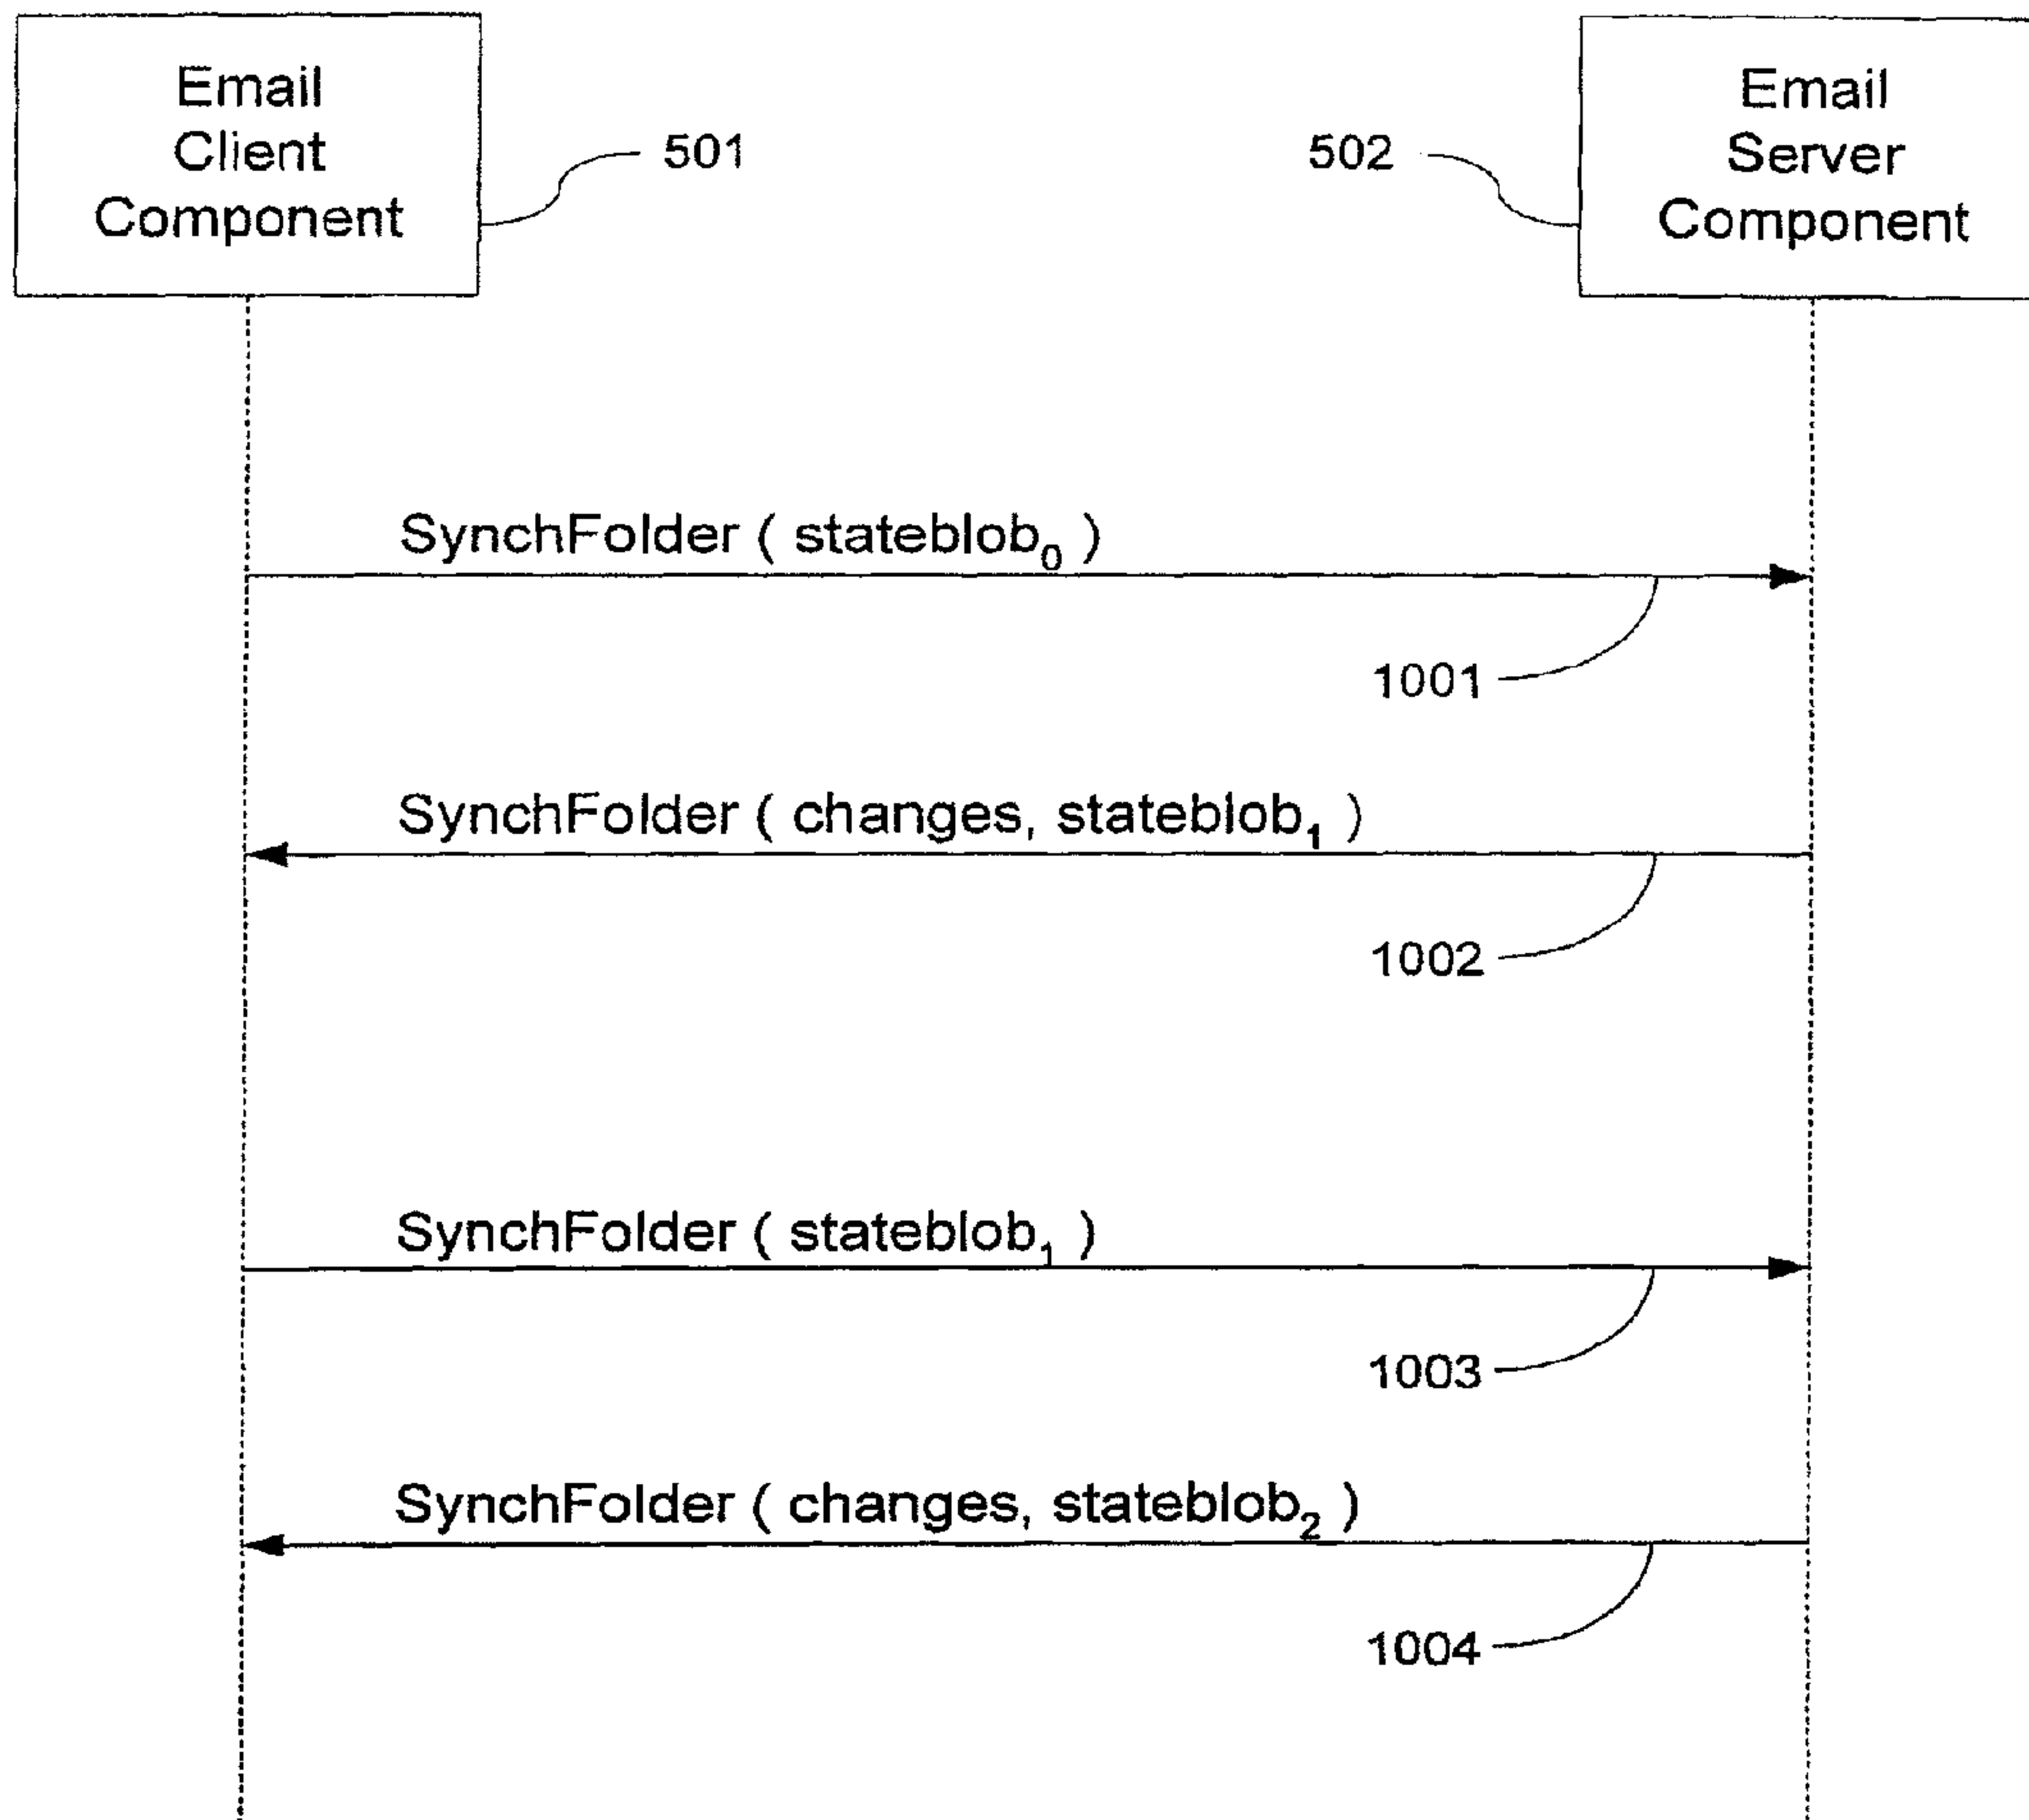 Email
Client
Component
501
502
Email
Server
Component
SynchFolder ( stateblob₀ )
1001
SynchFolder ( changes, stateblob₁ )
1002
SynchFolder ( stateblob₁ )
1003
SynchFolder ( changes, stateblob₂ )
1004